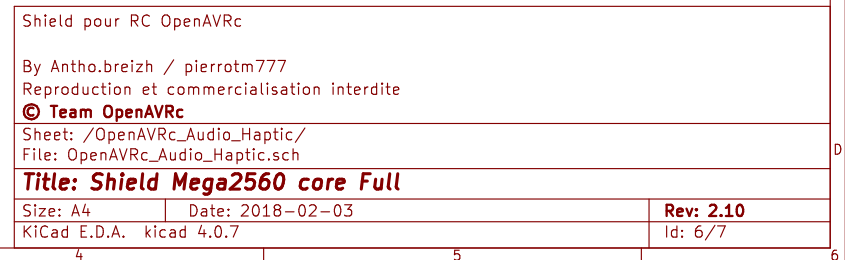 Shield pour RC OpenAVRc
By Antho.breizh / pierrotm777
Reproduction et commercialisation interdite
© Team OpenAVRc
Sheet: /OpenAVRc_Audo_Haptic/
File: OpenAVRc_Audio_Haptic.sch
Title: Shield Mega2560 core Full
Size: A4 Date: 2018-02-03 Rev: 2.10
KiCad E.D.A. kicad 4.0.7 Id: 6/7
D
4 5 6